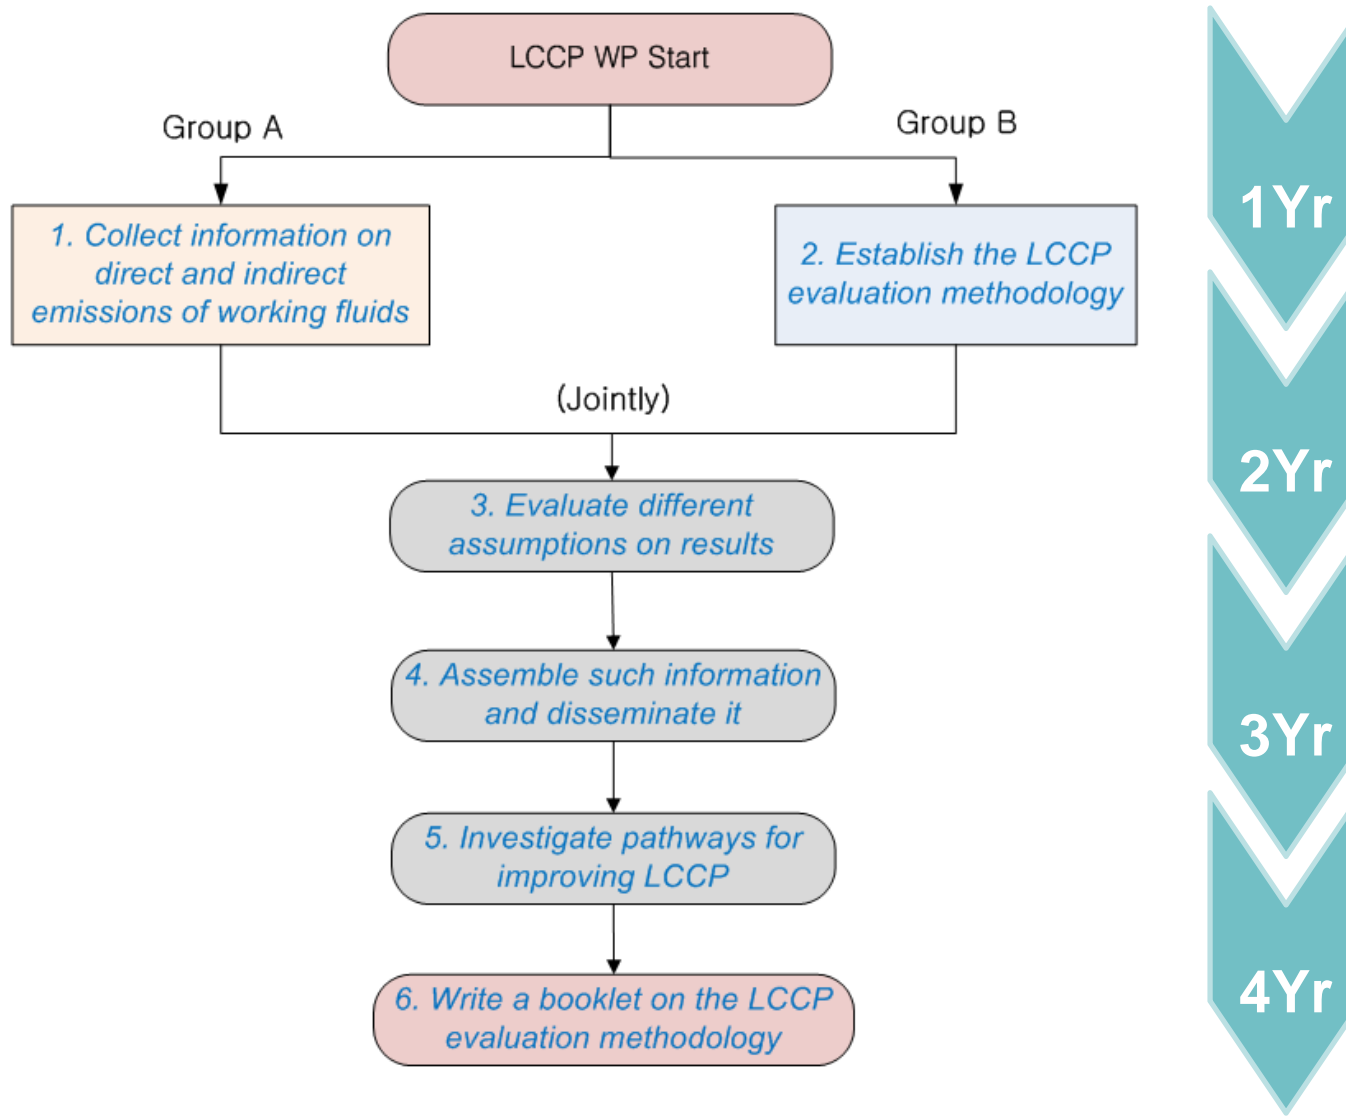 LCCP WP Start
Group A
Group B
1. Collect information on
direct and indirect
emissions of working fluids
2. Establish the LCCP
evaluation methodology
1Yr
(Jointly)
2Yr
3. Evaluate different
assumptions on results
4. Assemble such information
and disseminate it
3Yr
5. Investigate pathways for
improving LCCP
6. Write a booklet on the LCCP
evaluation methodology
4Yr